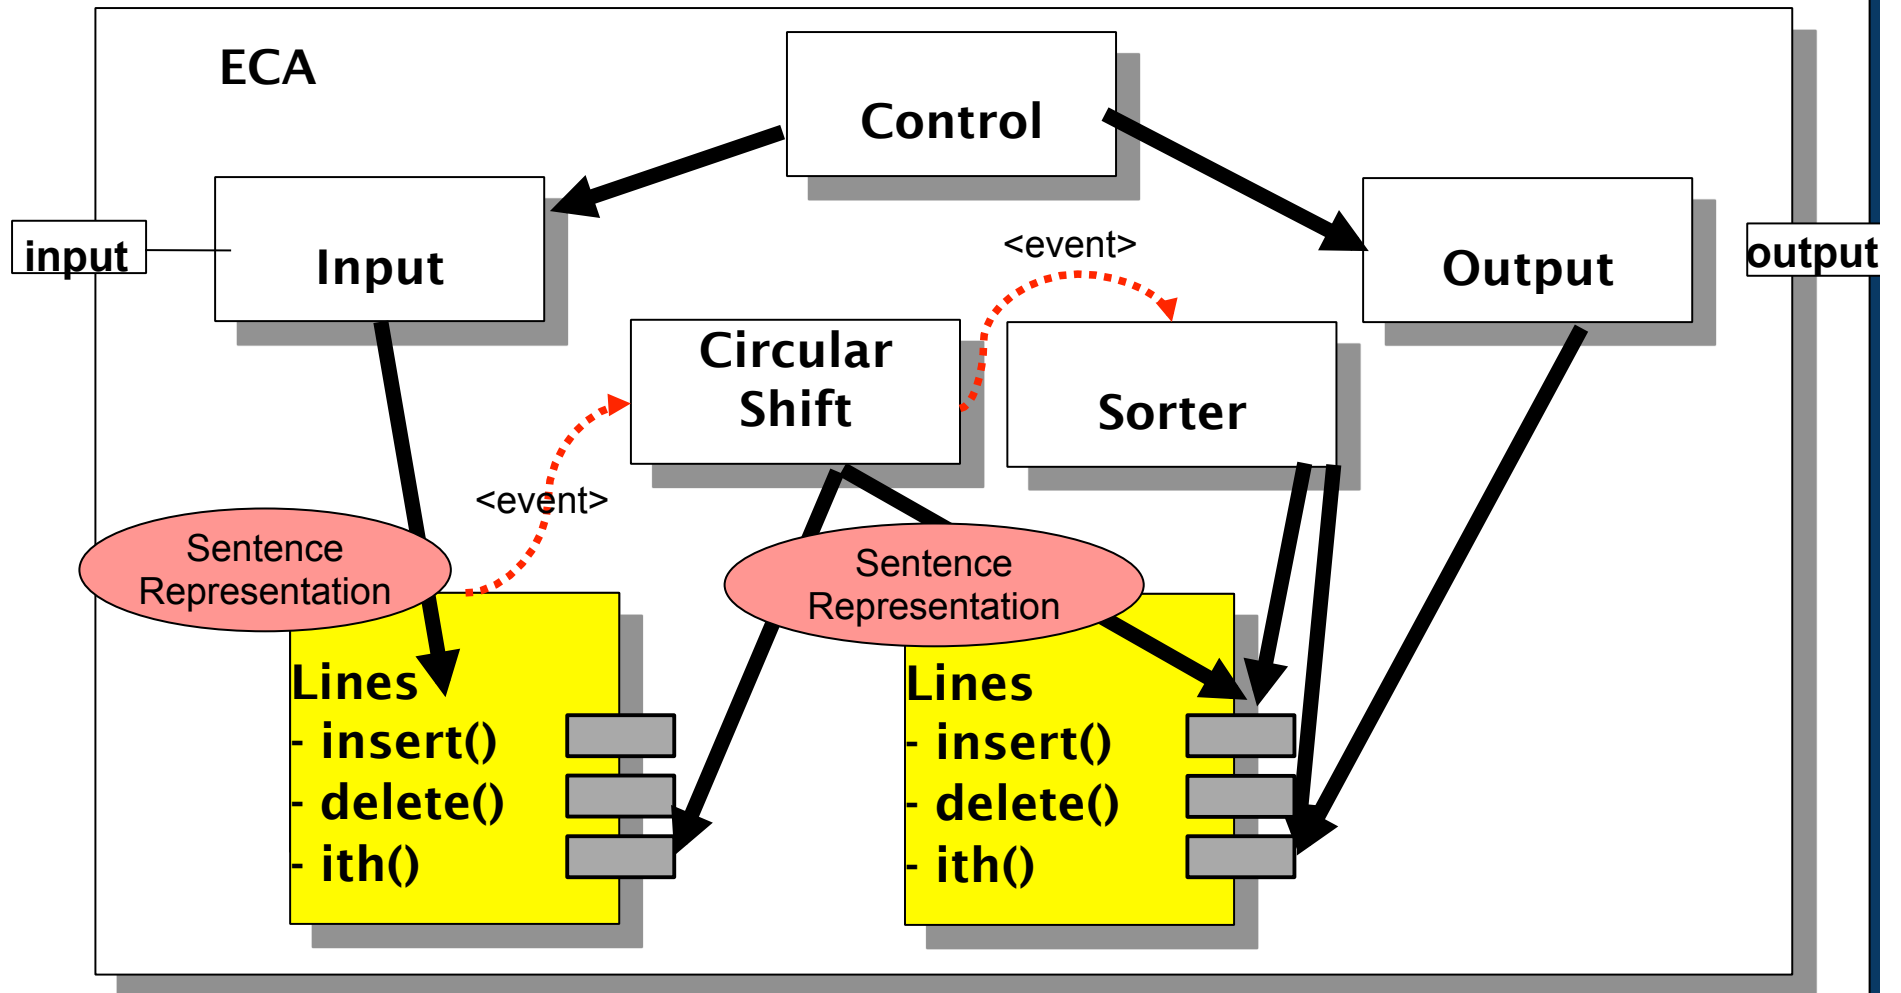 ECA
Control
input
Input
<event>
Output
output
Circular
Shift
Sorter
<event>
Sentence
Representation
Sentence
Representation
Lines
- insert()
- delete()
- ith()
Lines
- insert()
- delete()
- ith()